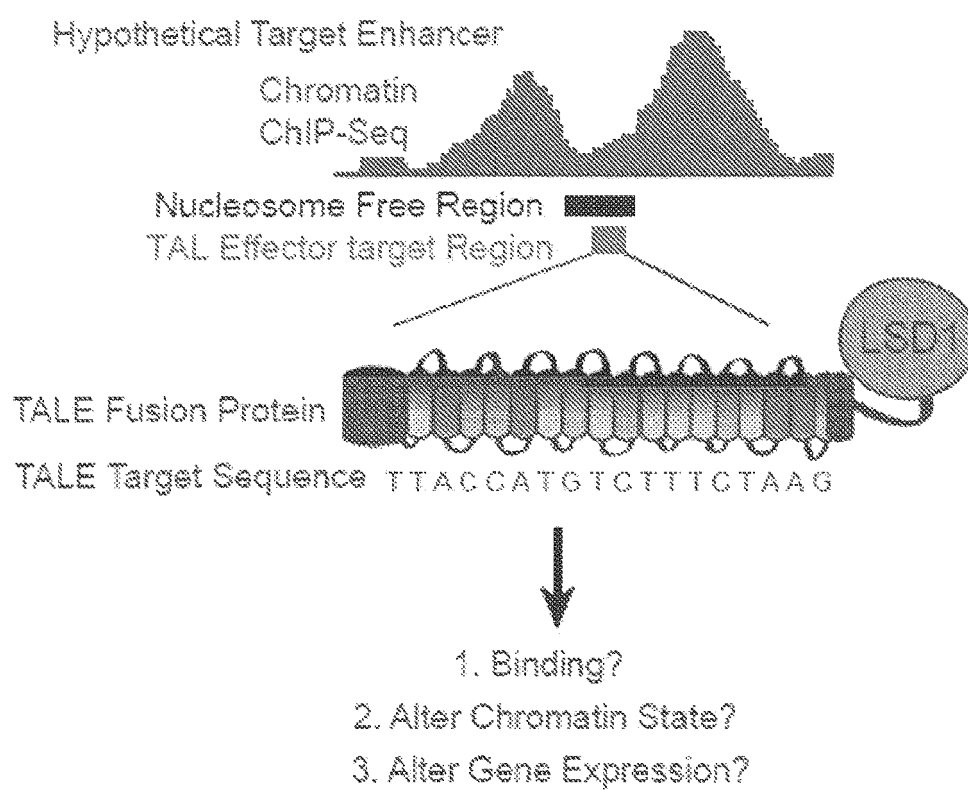 Hypothetical Target Enhancer
Chromatin
ChIP-Seq
Nucleosome Free Region
TAL Effector target Region
LSD1
TALE Fusion Protein
TALE Target Sequence TTACCATGTCTTTCTAAG
1. Binding?
2. Alter Chromatin State?
3. Alter Gene Expression?